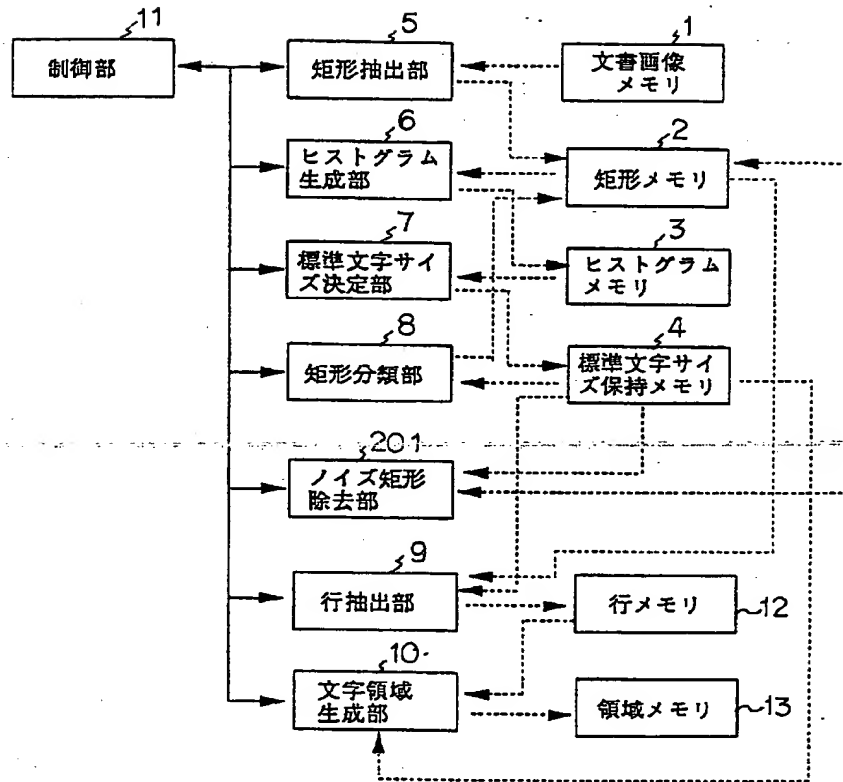 11
制御部
5
矩形抽出部
1
文書画像
メモリ
6
ヒストグラム
生成部
2
矩形メモリ
7
標準文字サイ
ズ決定部
3
ヒストグラム
メモリ
8
矩形分類部
4
標準文字サイ
ズ保持メモリ
201
ノイズ矩形
除去部
9
行抽出部
行メモリ
12
10
文字領域
生成部
領域メモリ
13